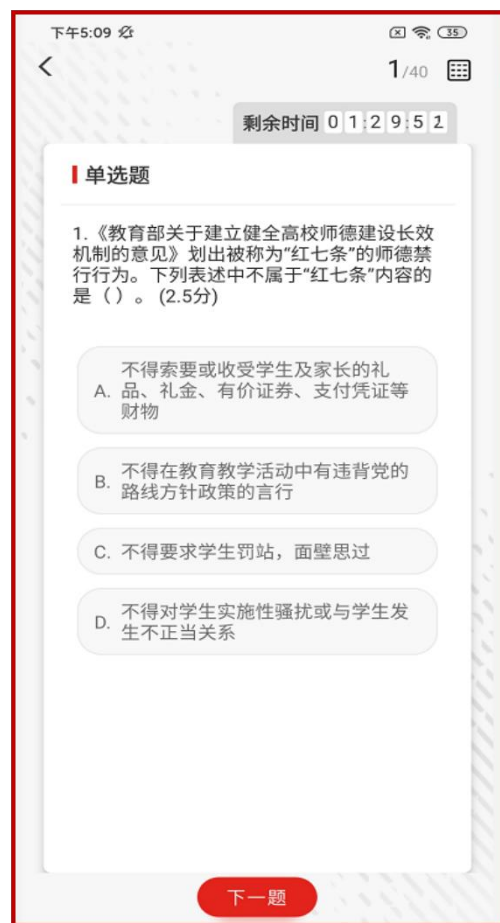 下午5:09
35
1/40
剩余时间 01:29:52
单选题
1.《教育部关于建立健全高校师德建设长效
机制的意见》划出被称为“红七条”的师德禁
行行为。下列表述中不属于“红七条”内容的
是（ ）。 (2.5分)
不得索要或收受学生及家长的礼
A. 品、礼金、有价证券、支付凭证等
财物
不得在教育教学活动中有违背党的
B. 路线方针政策的言行
C. 不得要求学生罚站，面壁思过
不得对学生实施性骚扰或与学生发
D. 生不正当关系
下一题